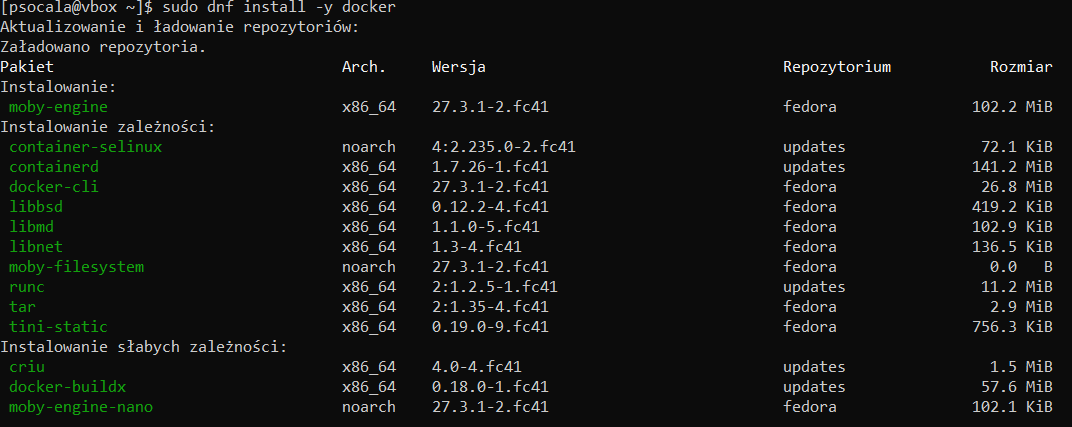 [psocala@vbox ~]$ sudo dnf install -y docker
Aktualizowanie i ładowanie repozytoriów:
Załadowano repozytoria.
Pakiet Arch. Wersja Repozytorium Rozmiar
Instalowanie:
moby-engine x86_64 27.3.1-2.fc41 fedora 102.2 MiB
Instalowanie zależności:
container-selinux noarch 4:2.235.0-2.fc41 updates 72.1 KiB
containerd x86_64 1.7.26-1.fc41 updates 141.2 MiB
docker-cli x86_64 27.3.1-2.fc41 fedora 26.8 MiB
libbsd x86_64 0.12.2-4.fc41 fedora 419.2 KiB
libmd x86_64 1.1.0-5.fc41 fedora 102.9 KiB
libnet x86_64 1.3-4.fc41 fedora 136.5 KiB
moby-filesystem noarch 27.3.1-2.fc41 fedora 0.0 B
runc x86_64 2:1.2.5-1.fc41 updates 11.2 MiB
tar x86_64 2:1.35-4.fc41 fedora 2.9 MiB
tini-static x86_64 0.19.0-9.fc41 fedora 756.3 KiB
Instalowanie słabych zależności:
criu x86_64 4.0-4.fc41 updates 1.5 MiB
docker-buildx x86_64 0.18.0-1.fc41 updates 57.6 MiB
moby-engine-nano noarch 27.3.1-2.fc41 fedora 102.1 KiB